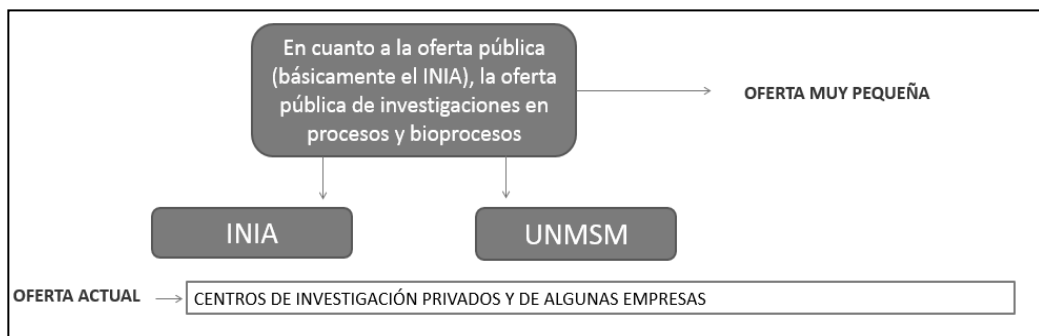 En cuanto a la oferta pública
(básicamente el INIA), la oferta
pública de investigaciones en
procesos y bioprocesos
OFERTA MUY PEQUEÑA
INIA
UNMSM
OFERTA ACTUAL
CENTROS DE INVESTIGACIÓN PRIVADOS Y DE ALGUNAS EMPRESAS